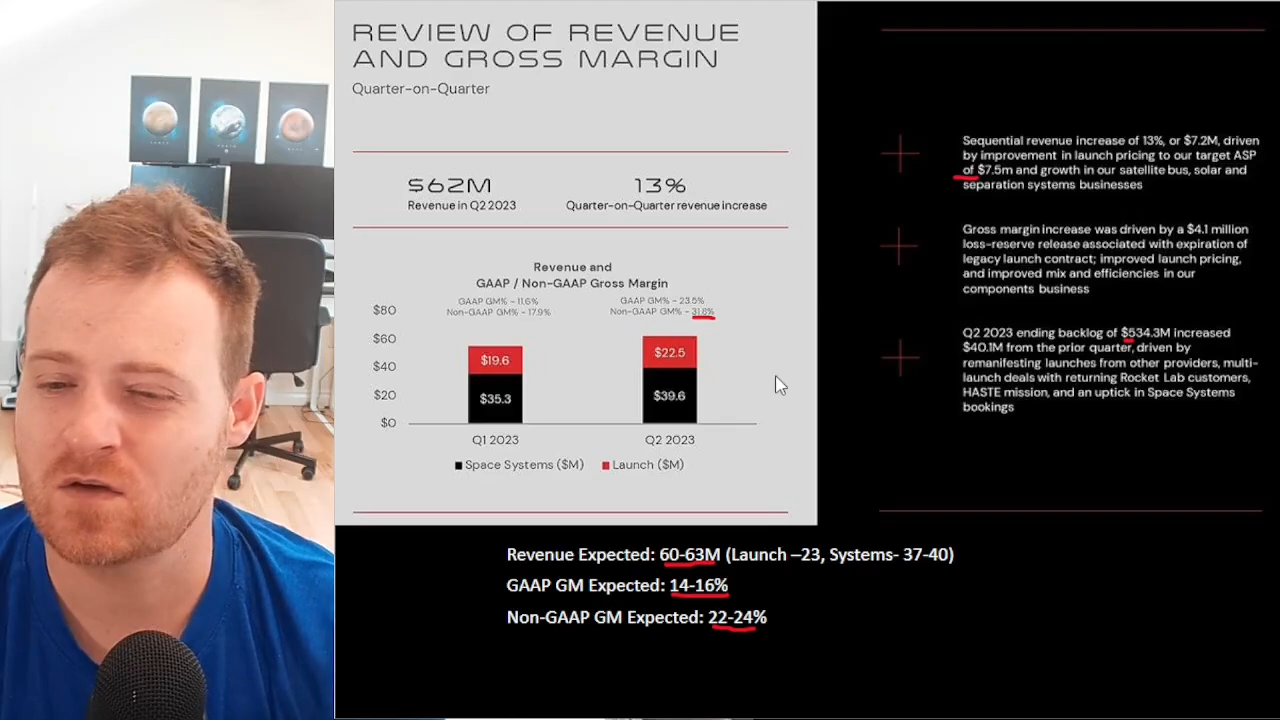 REVIEW OF REVENUE
AND GROSS MARGIN
Quarter-on-Quarter
$62M
Revenue in Q2 2023
13%
Quarter-on-Quarter revenue increase
Revenue and
GAAP / Non-GAAP Gross Margin
GAAP GM% - 11.6%
Non-GAAP GM% - 17.9%
GAAP GM% - 23.5%
Non-GAAP GM% - 31.8%
$80
$60
$40
$20
$0
$19.6
$35.3
$22.5
$39.6
Q1 2023
Q2 2023
Space Systems ($M)
Launch ($M)
Sequential revenue increase of 13%, or $7.2M, driven
by improvement in launch pricing to our target ASP
of $7.5m and growth in our satellite bus, solar and
separation systems businesses
Gross margin increase was driven by a $4.1 million
loss-reserve release associated with expiration of
legacy launch contract; improved launch pricing,
and improved mix and efficiencies in our
components business
Q2 2023 ending backlog of $534.3M increased
$40.1M from the prior quarter, driven by
remanifesting launches from other providers, multi-
launch deals with returning Rocket Lab customers,
HASTE mission, and an uptick in Space Systems
bookings
Revenue Expected: 60-63M (Launch –23, Systems- 37-40)
GAAP GM Expected: 14-16%
Non-GAAP GM Expected: 22-24%